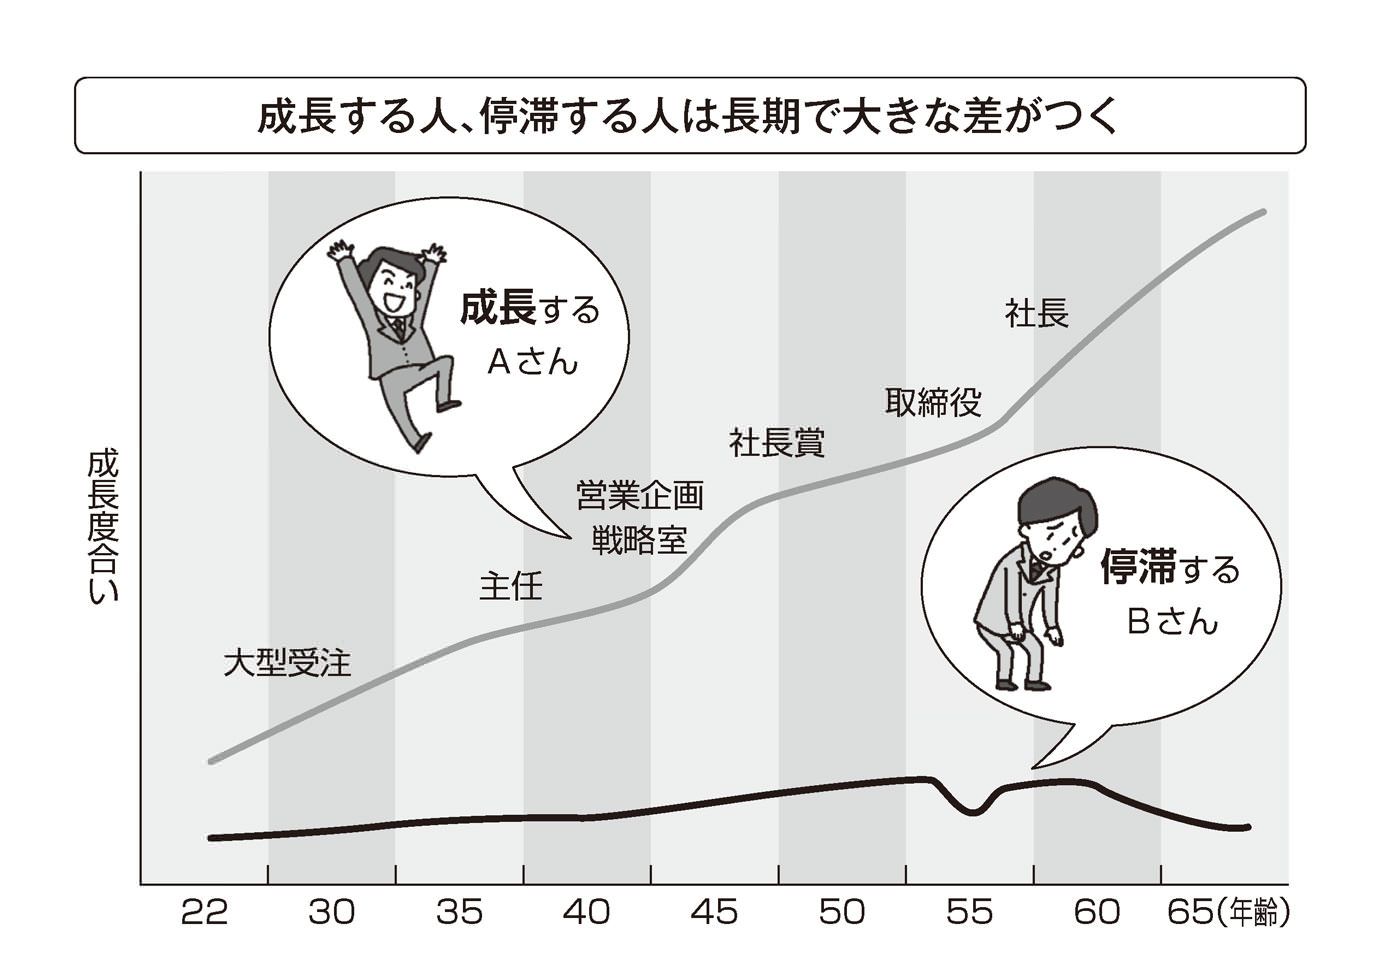 成長する人、停滞する人は長期で大きな差がつく
成長する
Aさん
社長
取締役
社長賞
営業企画
戦略室
主任
大型受注
停滞する
Bさん
成長度合い
22 30 35 40 45 50 55 60 65(年齢)